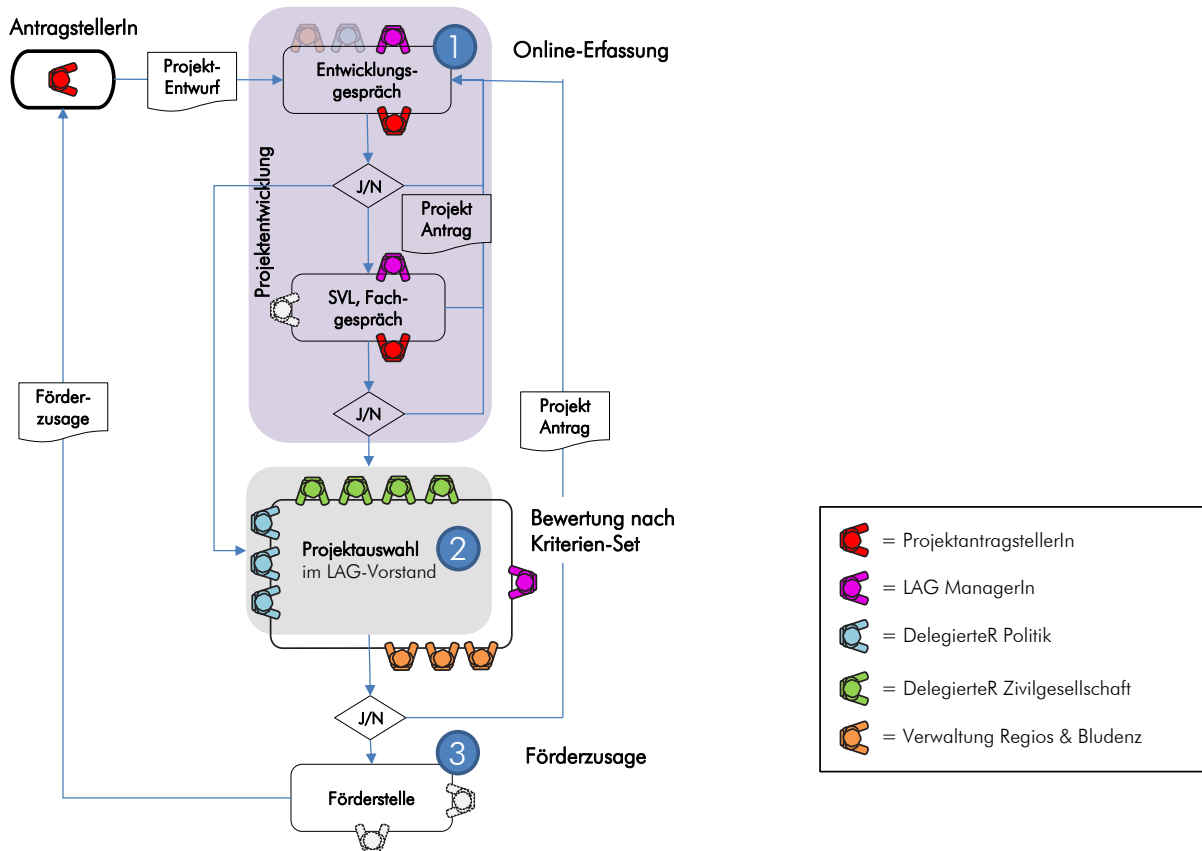 AntragstellerIn
Projekt-
Entwurf
1
Entwicklungs-
gespräch
Online-Erfassung
J/N
Projektentwicklung
Projekt
Antrag
SVL, Fach-
gespräch
J/N
Förder-
zusage
Projekt
Antrag
Projektauswahl
im LAG-Vorstand
2
Bewertung nach
Kriterien-Set
J/N
3
Förderzusage
Förderstelle
= ProjektantragstellerIn
= LAG ManagerIn
= DelegierteR Politik
= DelegierteR Zivilgesellschaft
= Verwaltung Regios & Bludenz